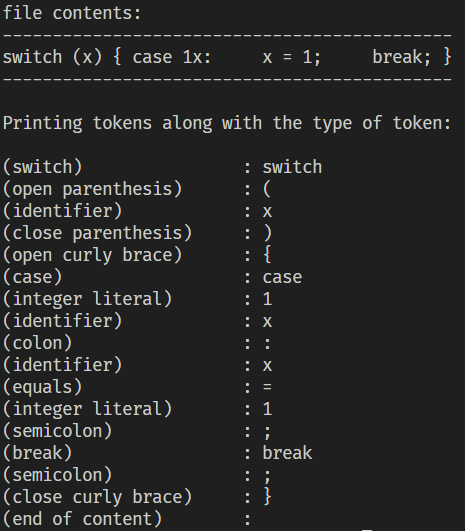 file contents:
---------------------------------------------
switch (x) { case 1x:     x = 1;     break; }
---------------------------------------------
Printing tokens along with the type of token:
(switch)             : switch
(open parenthesis)   : (
(identifier)         : x
(close parenthesis)  : )
(open curly brace)   : {
(case)               : case
(integer literal)    : 1
(identifier)         : x
(colon)              : :
(identifier)         : x
(equals)             : =
(integer literal)    : 1
(semicolon)          : ;
(break)              : break
(semicolon)          : ;
(close curly brace)  : }
(end of content)     :